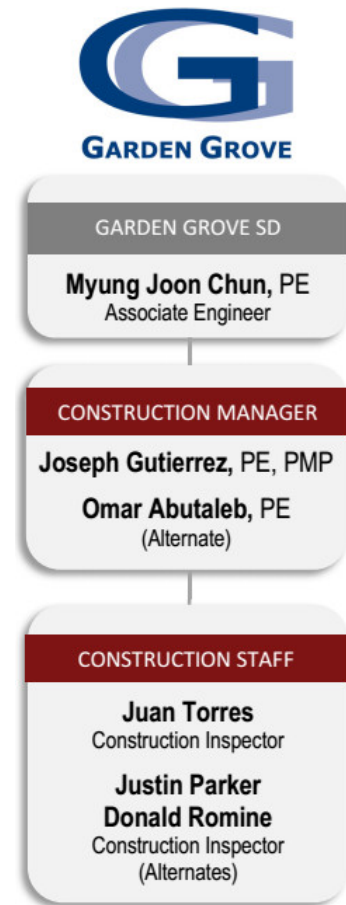 GARDEN GROVE
GARDEN GROVE SD
Myung Joon Chun, PE
Associate Engineer
CONSTRUCTION MANAGER
Joseph Gutierrez, PE, PMP
Omar Abutaleb, PE
(Alternate)
CONSTRUCTION STAFF
Juan Torres
Construction Inspector
Justin Parker
Donald Romine
Construction Inspector
(Alternates)